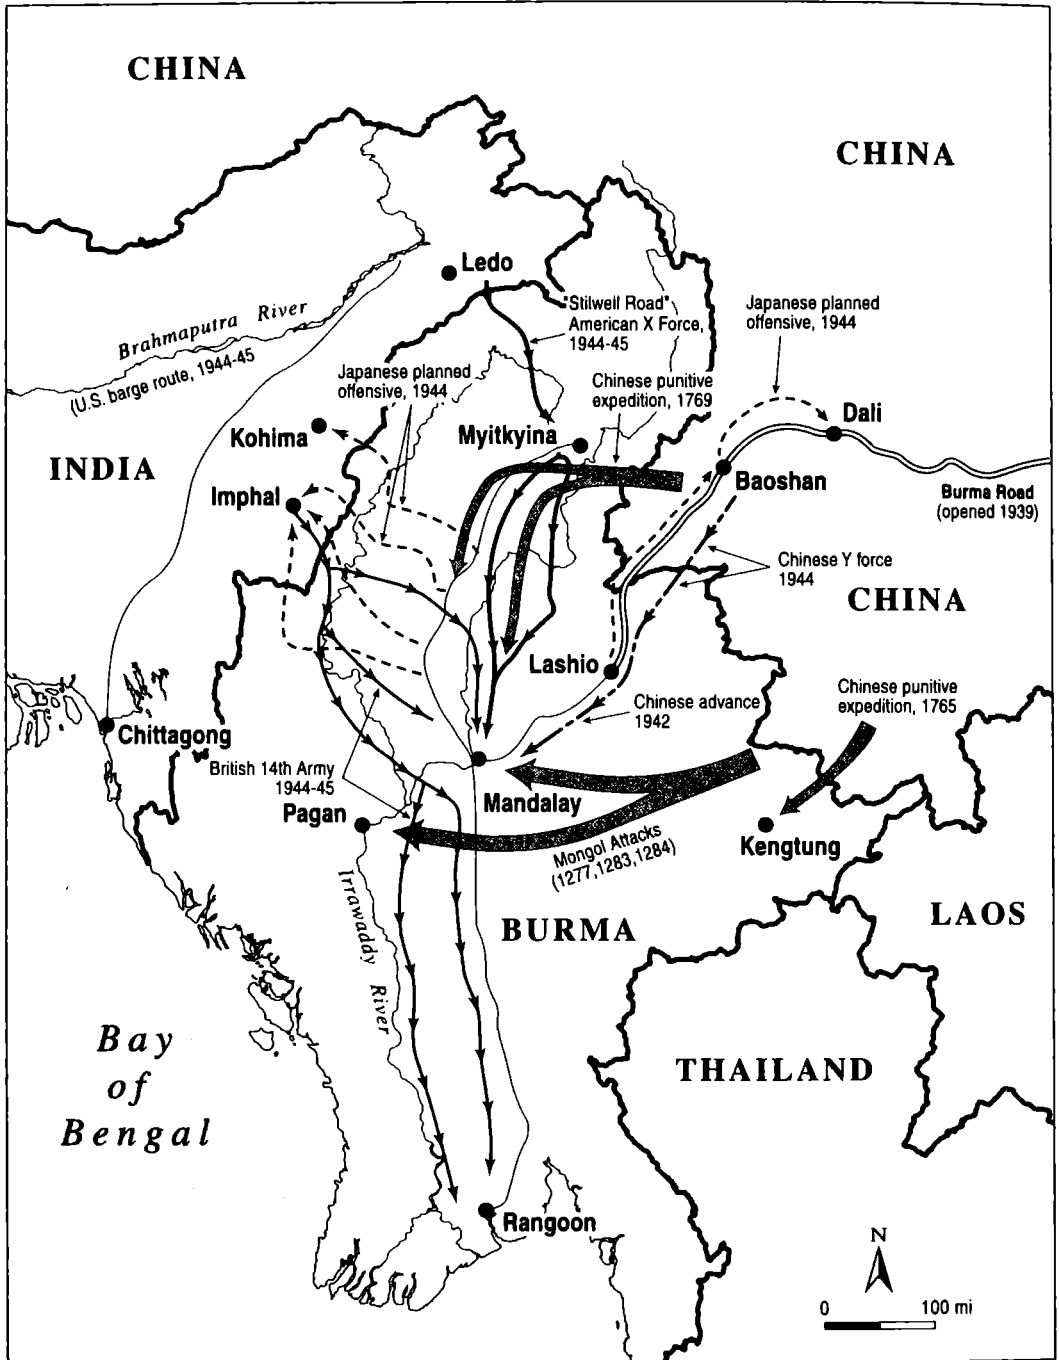 CHINA
CHINA
Ledo
"Stilwell Road"
American X Force,
1944-45
Japanese planned
offensive, 1944
Brahmaputra River
(U.S. barge route, 1944-45
Japanese planned
offensive, 1944
Chinese punitive
expedition, 1769
Dali
Kohima
Myitkyina
INDIA
Baoshan
Burma Road
(opened 1939)
Imphal
Chinese Y force
1944
CHINA
Lashio
Chinese advance
1942
Chinese punitive
expedition, 1765
Chittagong
British 14th Army
1944-45
Mandalay
Pagan
Mongol Attacks
(1277,1283,1284)
Kengtung
Irrawaddy River
BURMA
LAOS
Bay
of
Bengal
THAILAND
Rangoon
N
0 100 mi